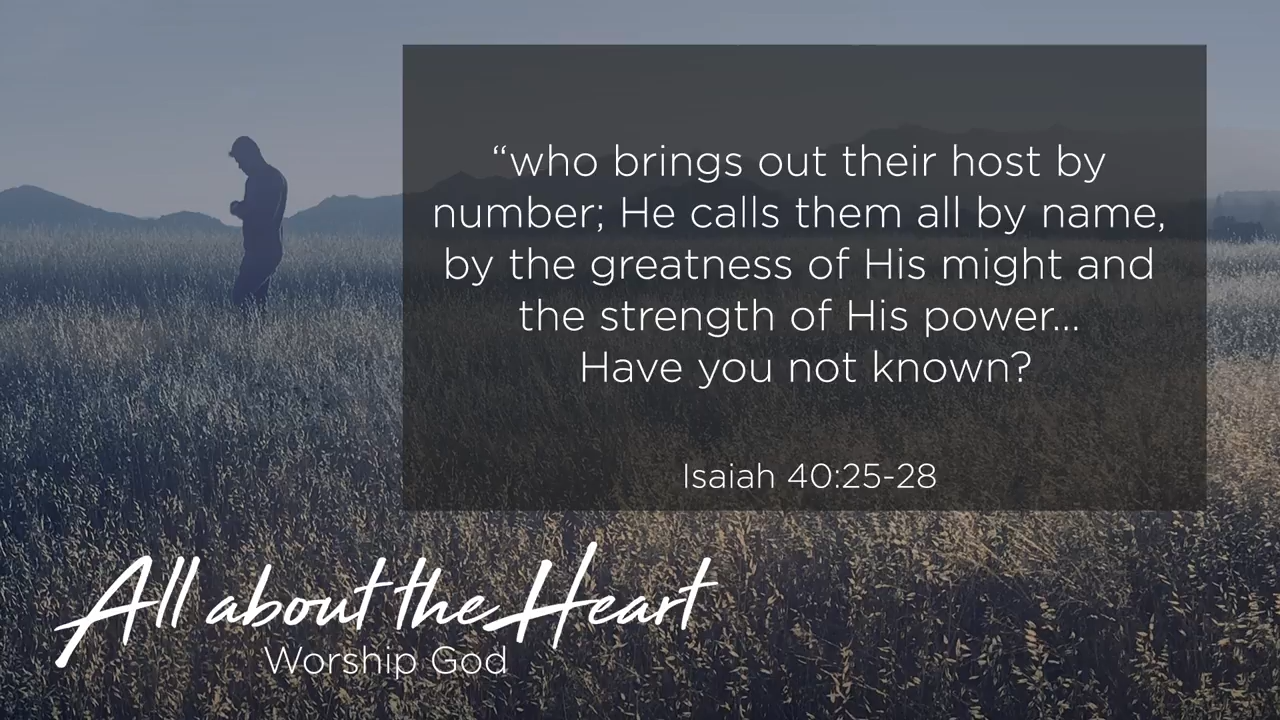 “who brings out their host by
number; He calls them all by name,
by the greatness of His might and
the strength of His power...
Have you not known?
Isaiah 40:25-28
All about the Heart
Worship God